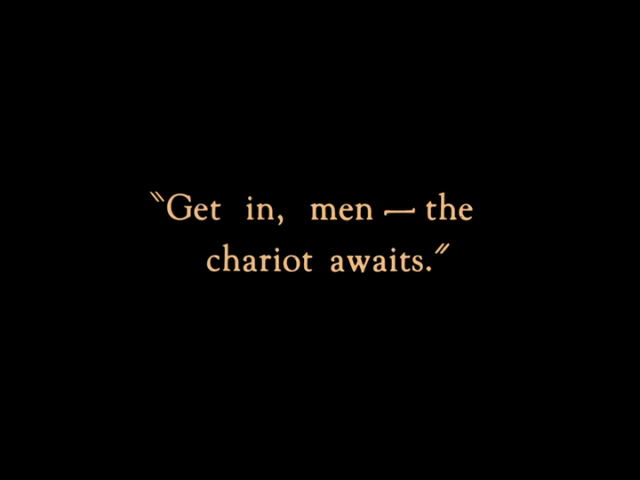 "Get in, men — the
chariot awaits."